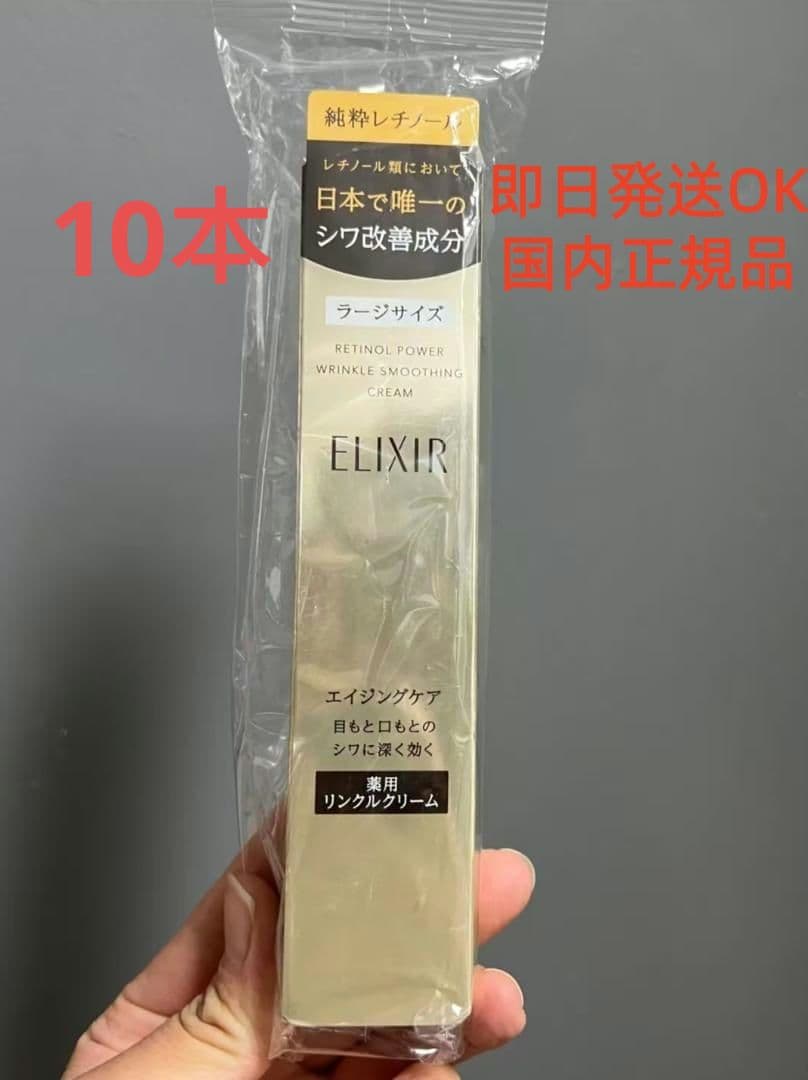 純粋レチノール
レチノール類において
日本で唯一の
シワ改善成分
10本
即日発送OK
国内正規品
ラージサイズ
RETINOL POWER
WRINKLE SMOOTHING
CREAM
ELIXIR
エイジングケア
目もと口もとの
シワに深く効く
薬用
リンクルクリーム